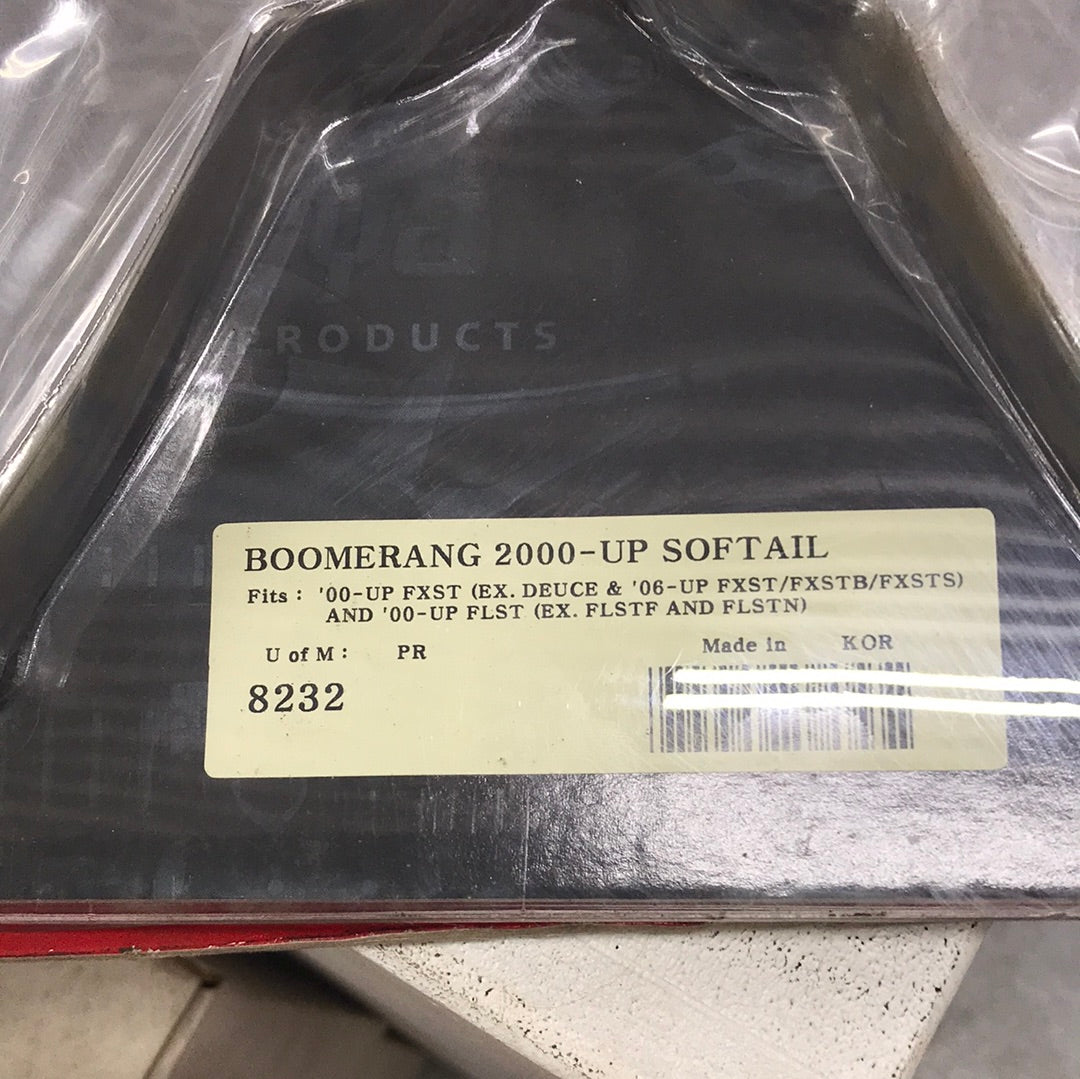 PRODUCTS
BOOMERANG 2000-UP SOFTAIL
Fits : '00-UP FXST (EX. DEUCE & '06-UP FXST/FXSTB/FXSTS)
AND '00-UP FLST (EX. FLSTF AND FLSTN)
U of M : PR
Made in KOR
8232